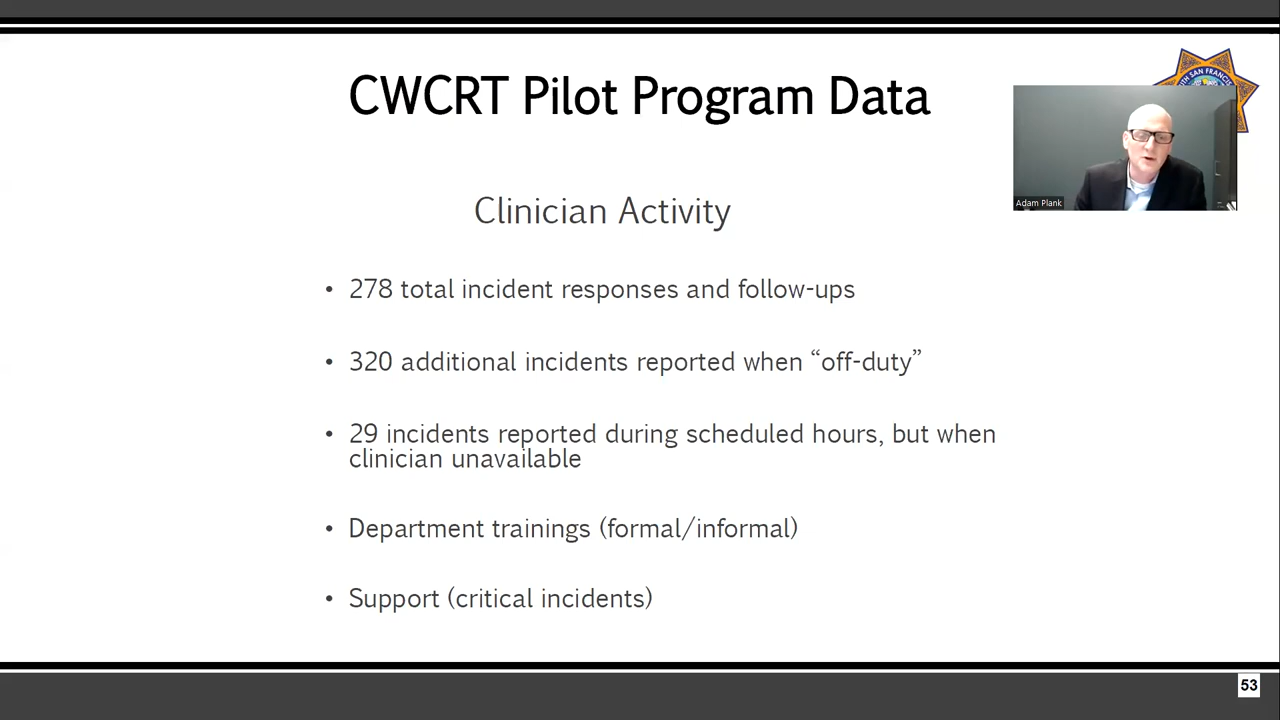 CWCRT Pilot Program Data
SAN FRANCIS
Adam Plank
Clinician Activity
• 278 total incident responses and follow-ups
• 320 additional incidents reported when “off-duty”
• 29 incidents reported during scheduled hours, but when
clinician unavailable
• Department trainings (formal/informal)
• Support (critical incidents)
53